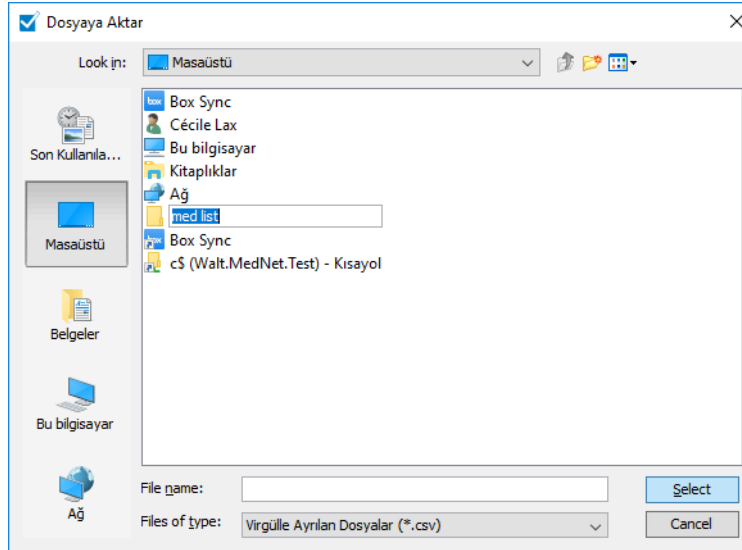 Dosyaya Aktar
Look in: Masaüstü
Son Kullanıla...
Masaüstü
Belgeler
Bu bilgisayar
Ağ
box Box Sync
Cécile Lax
Bu bilgisayar
Kitaplıklar
Ağ
med list
box Box Sync
c$ (Walt.MedNet.Test) - Kısayol
File name:
Select
Files of type: Virgülle Ayrılan Dosyalar (*.csv)
Cancel